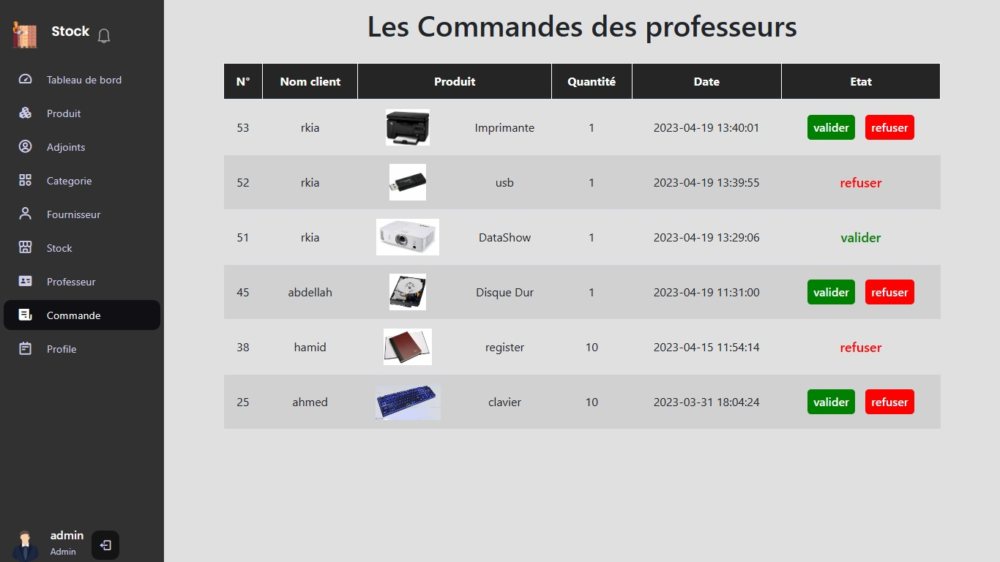 Stock
Tableau de bord
Produit
Adjoints
Categorie
Fournisseur
Stock
Professeur
Commande
Profile
admin
Admin
Les Commandes des professeurs
N° Nom client Produit Quantité Date Etat
53 rkia Imprimante 1 2023-04-19 13:40:01 valider refuser
52 rkia usb 1 2023-04-19 13:39:55 refuser
51 rkia DataShow 1 2023-04-19 13:29:06 valider
45 abdellah Disque Dur 1 2023-04-19 11:31:00 valider refuser
38 hamid register 10 2023-04-15 11:54:14 refuser
25 ahmed clavier 10 2023-03-31 18:04:24 valider refuser